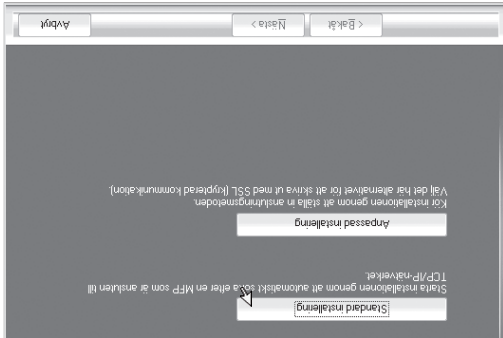 Standard installering
Starta installationen genom att automatiskt söka efter en MFP som är ansluten till
TCP/IP-nätverket.
Anpassad installering
Kör installationen genom att ställa in anslutningsmetoden.
Välj det här alternativet för att skriva ut med SSL (krypterad kommunikation).
< Bakåt
Nästa >
Avbryt